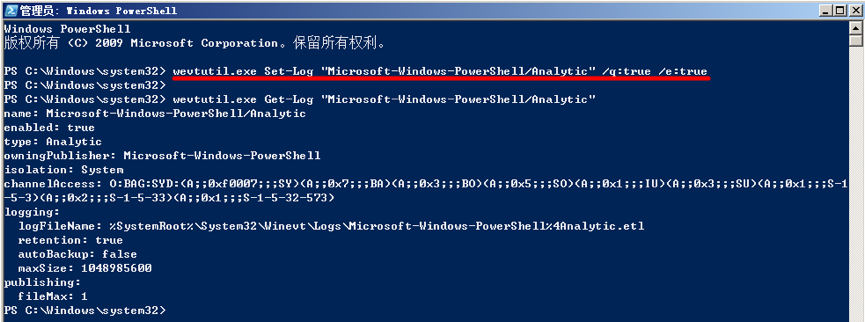 管理员: Windows PowerShell
Windows PowerShell
版权所有 (C) 2009 Microsoft Corporation。保留所有权利。
PS C:\Windows\system32> wevtutil.exe Set-Log "Microsoft-Windows-PowerShell/Analytic" /q:true /e:true
PS C:\Windows\system32>
PS C:\Windows\system32> wevtutil.exe Get-Log "Microsoft-Windows-PowerShell/Analytic"
name: Microsoft-Windows-PowerShell/Analytic
enabled: true
type: Analytic
owningPublisher: Microsoft-Windows-PowerShell
isolation: System
channelAccess: O:BAG:SYD:(A;;0xf0007;;;SY)(A;;0x7;;;BA)(A;;0x3;;;BO)(A;;0x5;;;SO)(A;;0x1;;;IU)(A;;0x3;;;SU)(A;;0x1;;;S-1
-5-3)(A;;0x2;;;S-1-5-33)(A;;0x1;;;S-1-5-32-573)
logging:
logFileName: %SystemRoot%\System32\Winevt\Logs\Microsoft-Windows-PowerShell%4Analytic.etl
retention: true
autoBackup: false
maxSize: 1048985600
publishing:
fileMax: 1
PS C:\Windows\system32>